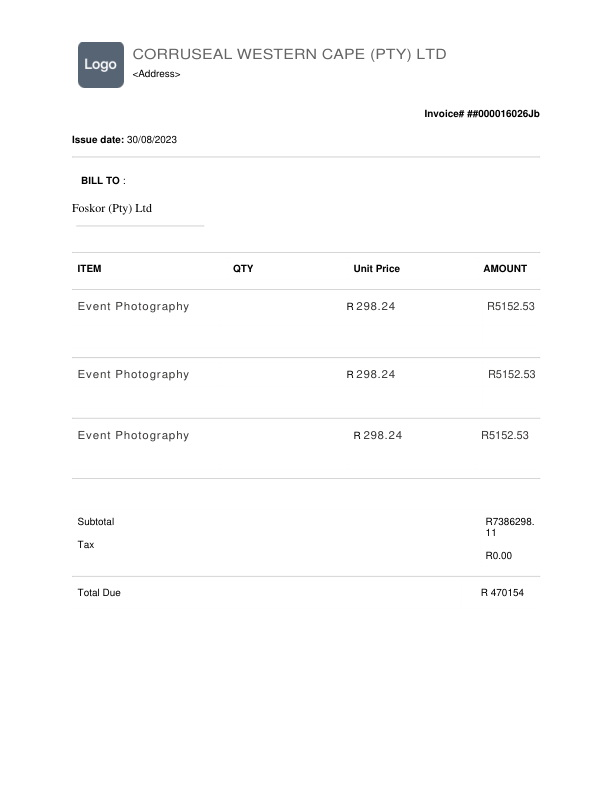 Logo
CORRUSEAL WESTERN CAPE (PTY) LTD
<Address>
Invoice# ##000016026Jb
Issue date: 30/08/2023
BILL TO :
Foskor (Pty) Ltd
ITEM QTY Unit Price AMOUNT
Event Photography R 298.24 R5152.53
Event Photography R 298.24 R5152.53
Event Photography R 298.24 R5152.53
Subtotal R7386298.
11
Tax
R0.00
Total Due R 470154